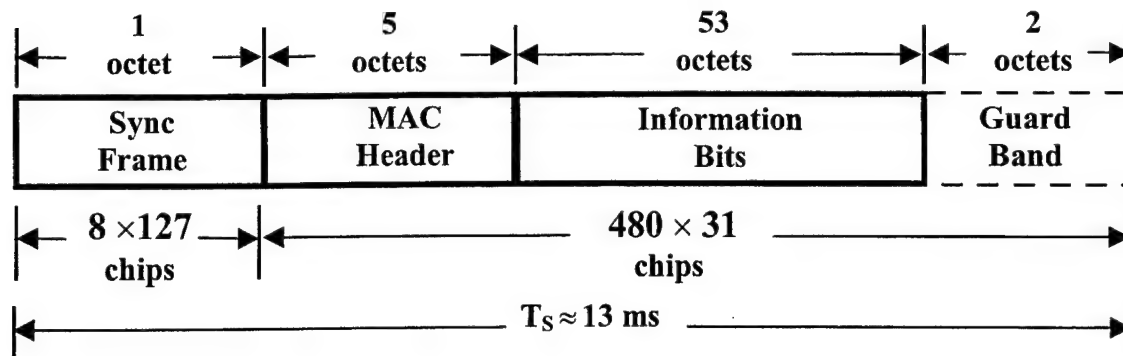 1 5 53 2
octet octets octets octets
Sync MAC Information Guard
Frame Header Bits Band
8 ×127 480 × 31
chips chips
T_S ≈ 13 ms